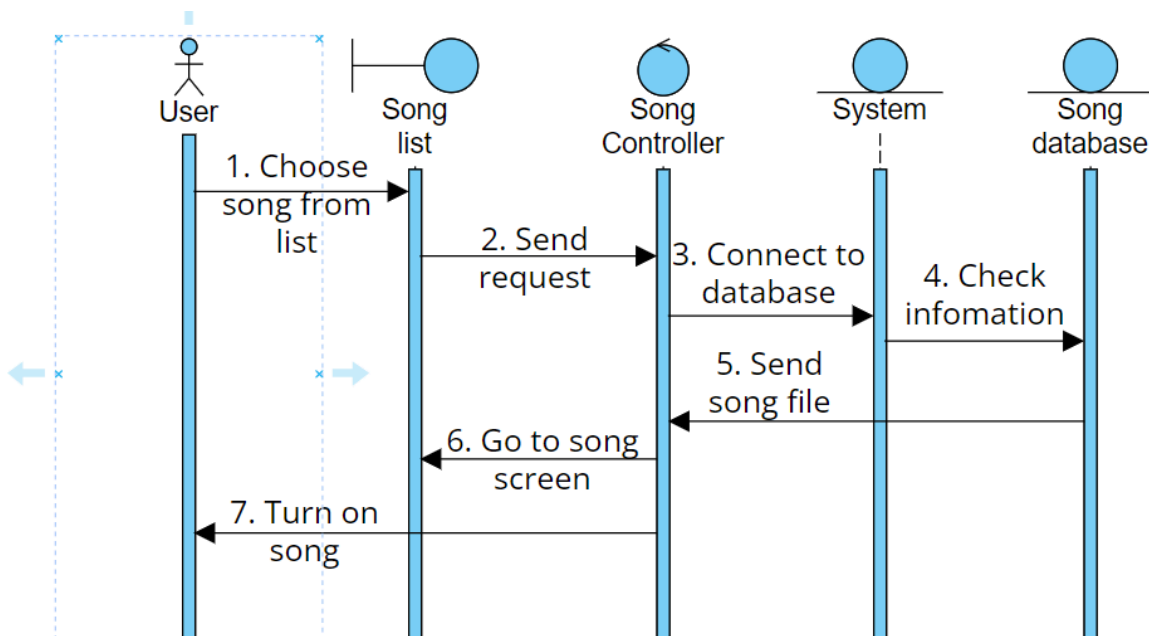 User
Song
list
Song
Controller
System
Song
database
1. Choose
song from
list
2. Send
request
3. Connect to
database
4. Check
infomation
5. Send
song file
6. Go to song
screen
7. Turn on
song